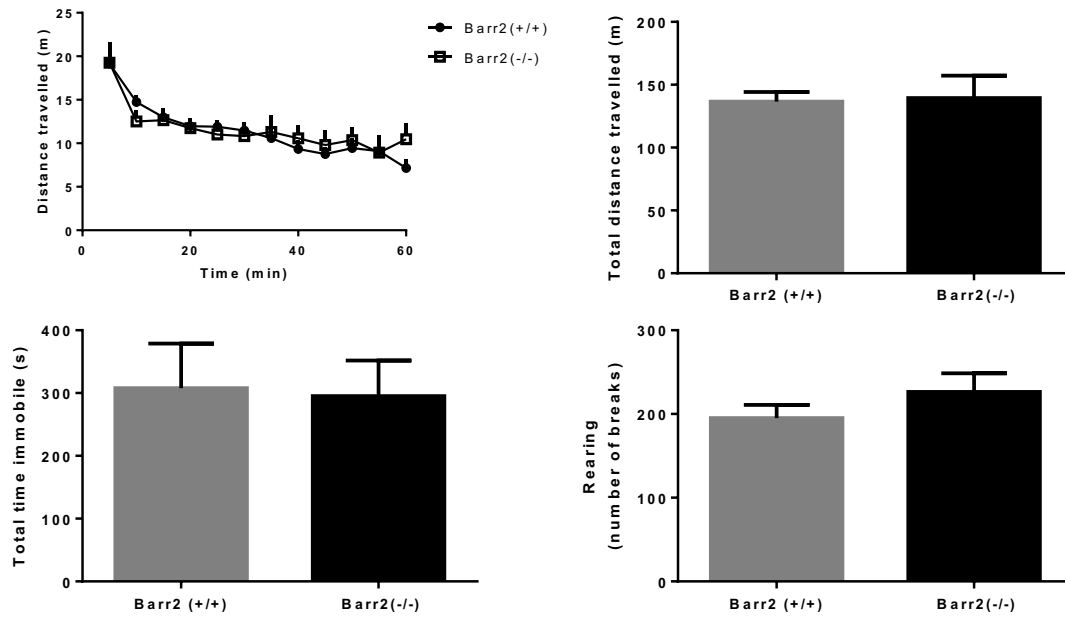 Distance travelled (m)
25
20
15
10
5
0
0
20
40
60
Time (min)
Barr2(+/+)
Barr2(-/-)
Total distance travelled (m)
200
150
100
50
0
Barr2 (+/+)
Barr2(-/-)
Total time immobile (s)
400
300
200
100
0
Barr2 (+/+)
Barr2(-/-)
Rearing
(number of breaks)
300
200
100
0
Barr2 (+/+)
Barr2(-/-)